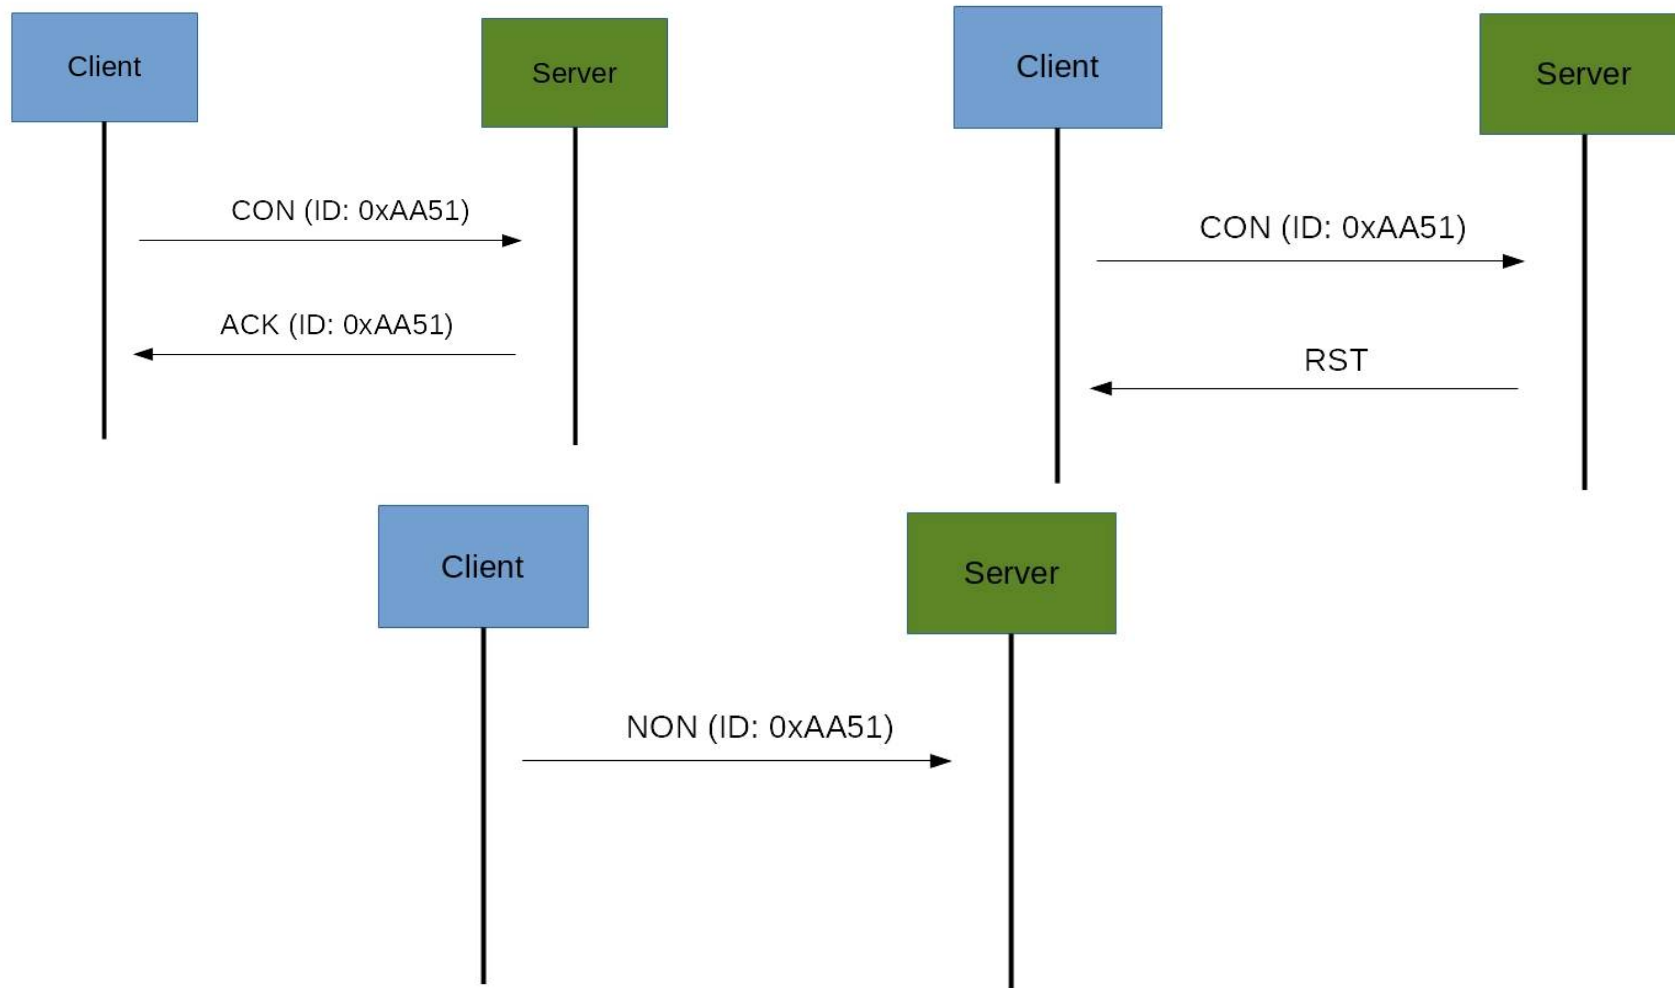 Client
Server
CON (ID: 0xAA51)
ACK (ID: 0xAA51)
Client
Server
CON (ID: 0xAA51)
RST
Client
Server
NON (ID: 0xAA51)